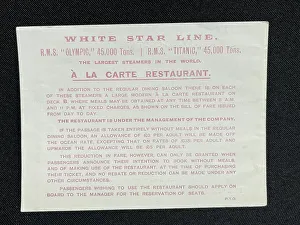 WHITE STAR LINE.
R.M.S. "OLYMPIC," 45,000 Tons. | R.M.S. "TITANIC," 45,000 Tons.
THE LARGEST STEAMERS IN THE WORLD.
À LA CARTE RESTAURANT.
IN ADDITION TO THE REGULAR DINING SALOON THERE IS ON EACH
OF THESE STEAMERS A LARGE MODERN À LA CARTE RESTAURANT ON
DECK B, WHERE MEALS MAY BE OBTAINED AT ANY TIME BETWEEN 8 A.M.
AND 11 P.M. AT FIXED CHARGES, AS SHOWN ON THE BILL OF FARE ISSUED
FROM DAY TO DAY.
THE RESTAURANT IS UNDER THE MANAGEMENT OF THE COMPANY.
IF THE PASSAGE IS TAKEN ENTIRELY WITHOUT MEALS IN THE REGULAR
DINING SALOON, AN ALLOWANCE OF PER ADULT WILL BE MADE OFF
THE OCEAN RATE, EXCEPTING THAT ON RATES OF PER ADULT AND
UPWARDS THE ALLOWANCE WILL BE PER ADULT.
THIS REDUCTION IN FARE, HOWEVER, CAN ONLY BE GRANTED WHEN
PASSENGERS ANNOUNCE THEIR INTENTION TO BOOK WITHOUT MEALS,
AND OF MAKING USE OF THE RESTAURANT, AT THE TIME OF PURCHASING
THEIR TICKET, AND NO REBATE OR REDUCTION CAN BE MADE UNDER ANY
OTHER CIRCUMSTANCES.
PASSENGERS WISHING TO USE THE RESTAURANT SHOULD APPLY ON
BOARD TO THE MANAGER FOR THE RESERVATION OF SEATS.